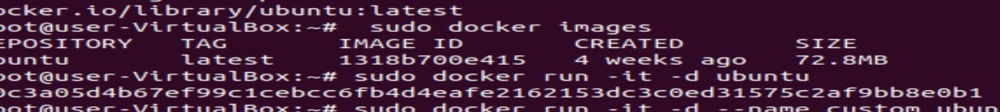 ocker.io/library/ubuntu:latest
oot@user-VirtualBox:~# sudo docker images
EPOSITORY TAG IMAGE ID CREATED SIZE
buntu latest 1318b700e415 4 weeks ago 72.8MB
oot@user-VirtualBox:~# sudo docker run -it -d ubuntu
0c3a05d4b67ef99c1cebcc6fb4d4eafe2162153dc3c0ed31575c2af9bb8e0b1
oot@user-VirtualBox:~# sudo docker run -it -d --name custom ubun